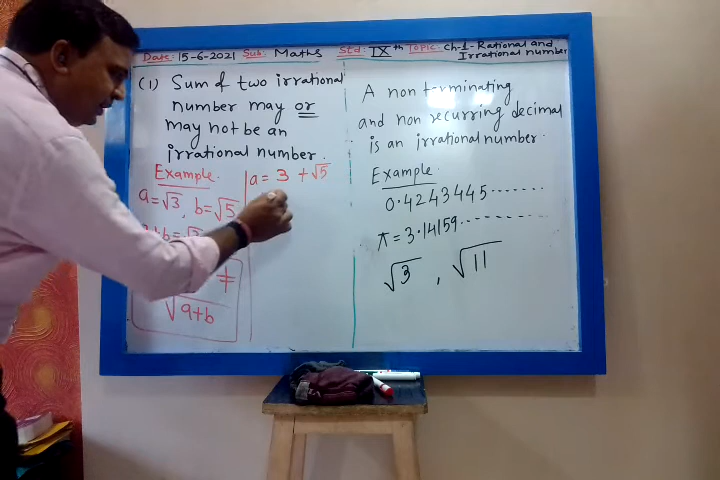 Date: 15-6-2021 Sub: Maths Std: IXth Topic: Ch-1-Rational and Irrational number
(1) Sum of two irrational
number may or
may not be an
irrational number.
Example
a = √3, b = √5
≠
√a+b
a = 3 + √5
A non terminating
and non recurring decimal
is an irrational number.
Example
0.4243445.......
π = 3.14159---------
√3, √11